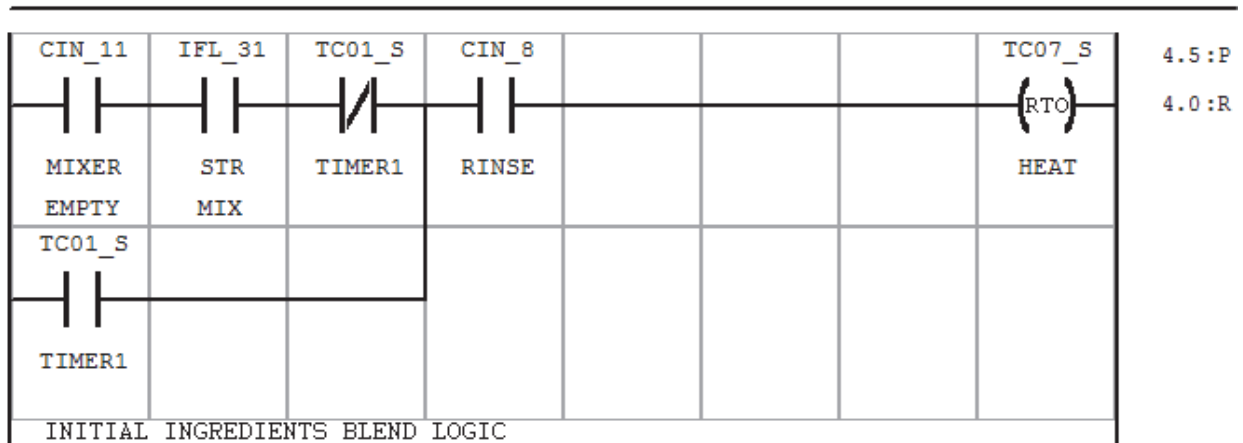 CIN_11 IFL_31 TC01_S CIN_8 TC07_S 4.5:P
RTO 4.0:R
MIXER STR TIMER1 RINSE HEAT
EMPTY MIX
TC01_S
TIMER1
INITIAL INGREDIENTS BLEND LOGIC